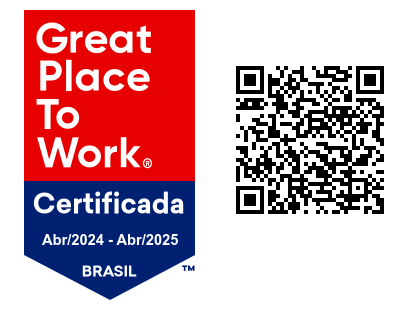 Great
Place
To
Work®
Certificada
Abr/2024 - Abr/2025
BRASIL
™